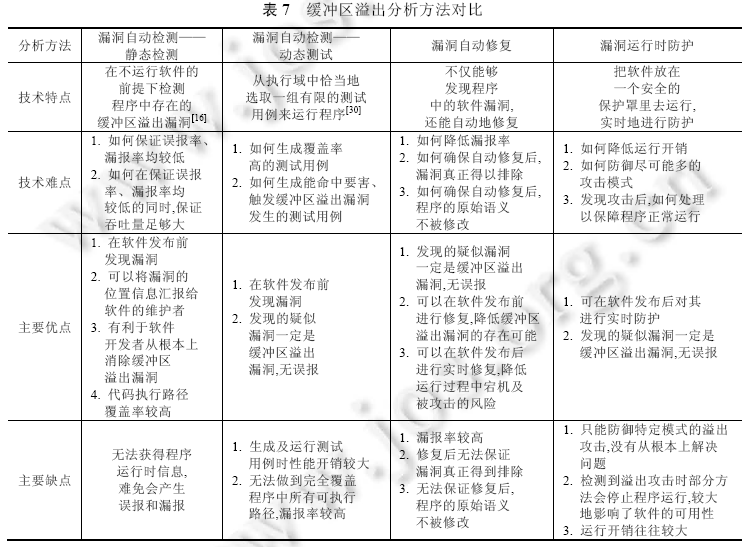 表 7 缓冲区溢出分析方法对比
分析方法
漏洞自动检测——
静态检测
漏洞自动检测——
动态测试
漏洞自动修复
漏洞运行时防护
技术特点
在不运行软件的
前提下检测
程序中存在的
缓冲区溢出漏洞[16]
从执行域中恰当地
选取一组有限的测试
用例来运行程序[30]
不仅能够
发现程序
中的软件漏洞,
还能自动地修复
把软件放在
一个安全的
保护罩里去运行,
实时地进行防护
技术难点
1. 如何保证误报率、
漏报率均较低
2. 如何在保证误报
率、漏报率均
较低的同时,保证
吞吐量足够大
1. 如何生成覆盖率
高的测试用例
2. 如何生成能命中要害、
触发缓冲区溢出漏洞
发生的测试用例
1. 如何降低漏报率
2. 如何确保自动修复后,
漏洞真正得以排除
3. 如何确保自动修复后,
程序的原始语义
不被修改
1. 如何降低运行开销
2. 如何防御尽可能多的
攻击模式
3. 发现攻击后,如何处理
以保障程序正常运行
主要优点
1. 在软件发布前
发现漏洞
2. 可以将漏洞的
位置信息汇报给
软件的维护者
3. 有利于软件
开发者从根本上
消除缓冲区
溢出漏洞
4. 代码执行路径
覆盖率较高
1. 在软件发布前
发现漏洞
2. 发现的疑似
漏洞一定是
缓冲区溢出
漏洞,无误报
1. 发现的疑似漏洞
一定是缓冲区溢出
漏洞,无误报
2. 可以在软件发布前
进行修复,降低缓冲区
溢出漏洞的存在可能
3. 可以在软件发布后
进行实时修复,降低
运行过程中宕机及
被攻击的风险
1. 可在软件发布后对其
进行实时防护
2. 发现的疑似漏洞一定是
缓冲区溢出漏洞,无误报
主要缺点
无法获得程序
运行时信息,
难免会产生
误报和漏报
1. 生成及运行测试
用例时性能开销较大
2. 无法做到完全覆盖
程序中所有可执行
路径,漏报率较高
1. 漏报率较高
2. 修复后无法保证
漏洞真正得到排除
3. 无法保证修复后,
程序的原始语义
不被修改
1. 只能防御特定模式的溢出
攻击,没有从根本上解决
问题
2. 检测到溢出攻击时部分方
法会停止程序运行,较大
地影响了软件的可用性
3. 运行开销往往较大
www.jos.org.cn